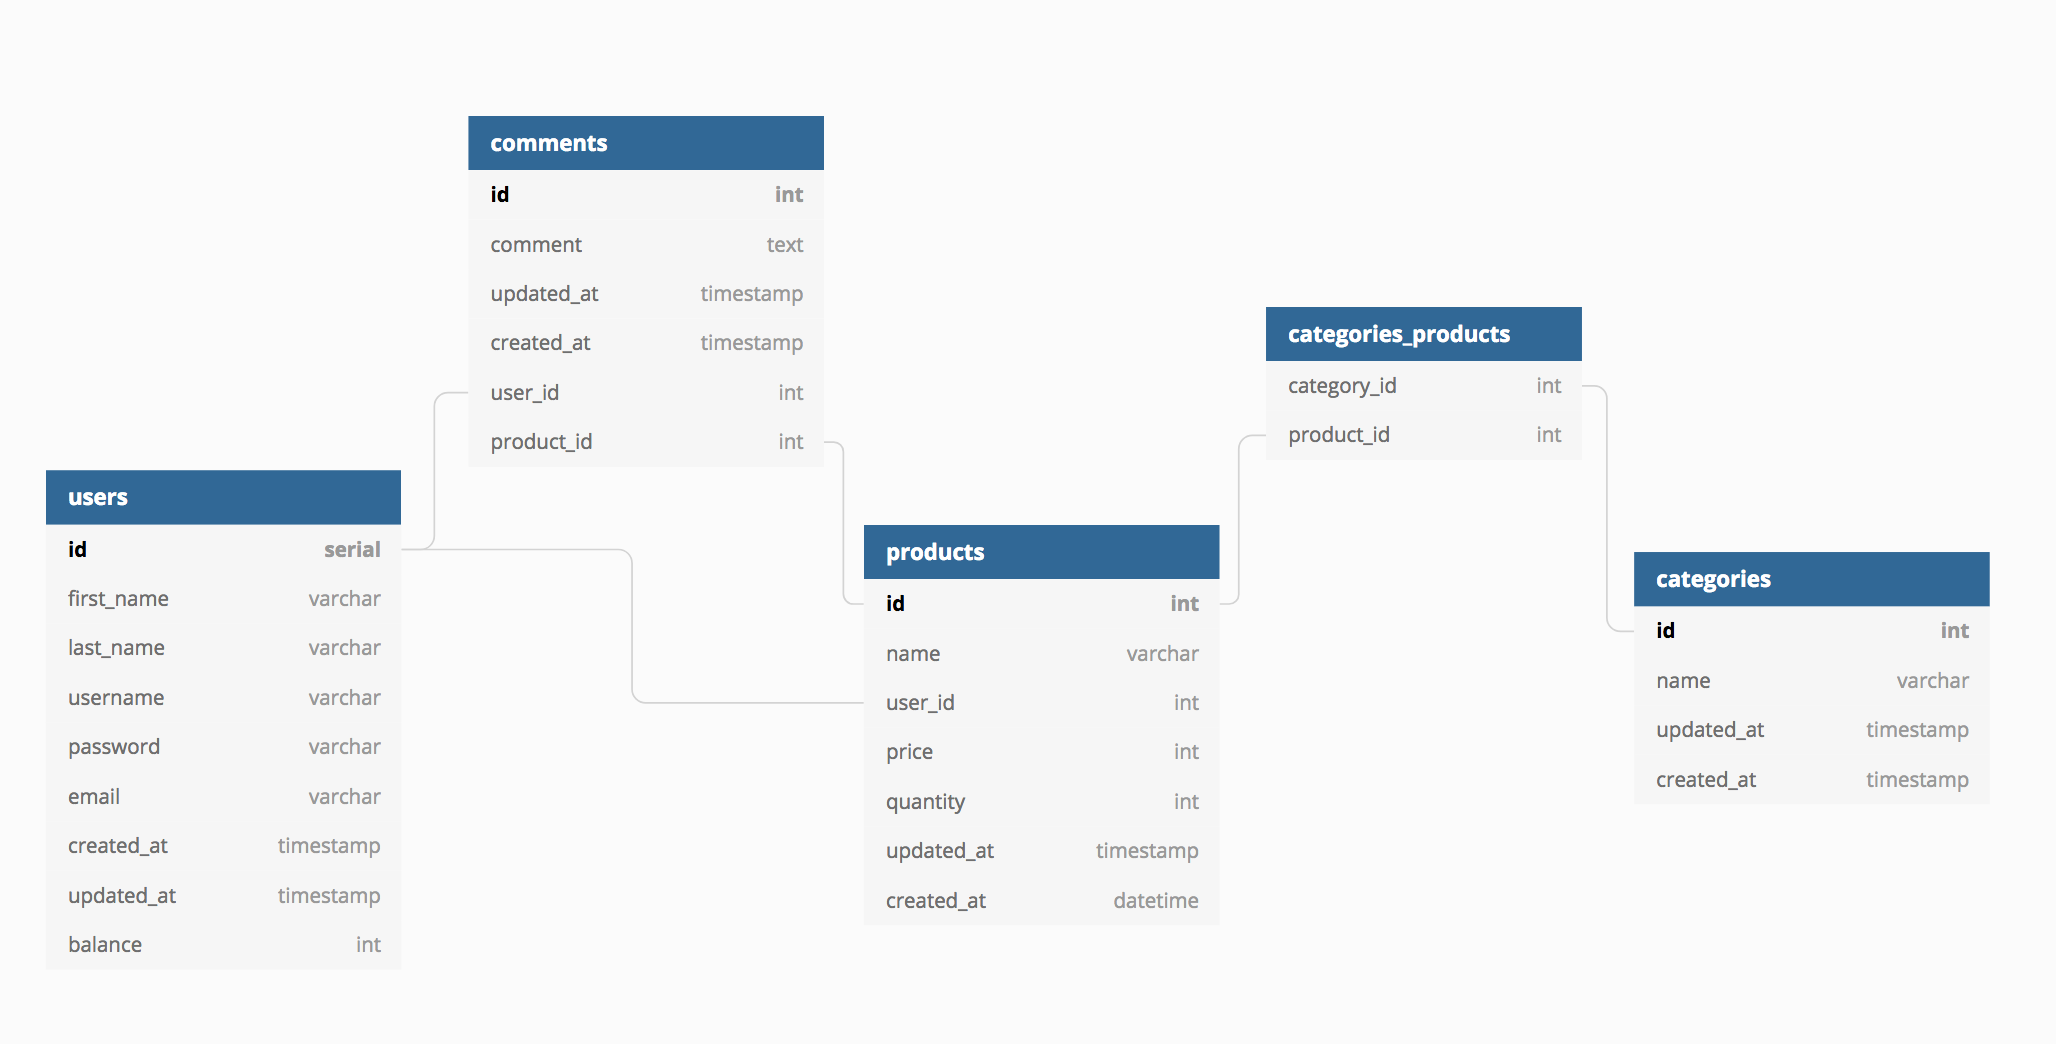 comments
id int
comment text
updated_at timestamp
created_at timestamp
user_id int
product_id int
users
id serial
first_name varchar
last_name varchar
username varchar
password varchar
email varchar
created_at timestamp
updated_at timestamp
balance int
products
id int
name varchar
user_id int
price int
quantity int
updated_at timestamp
created_at datetime
categories_products
category_id int
product_id int
categories
id int
name varchar
updated_at timestamp
created_at timestamp